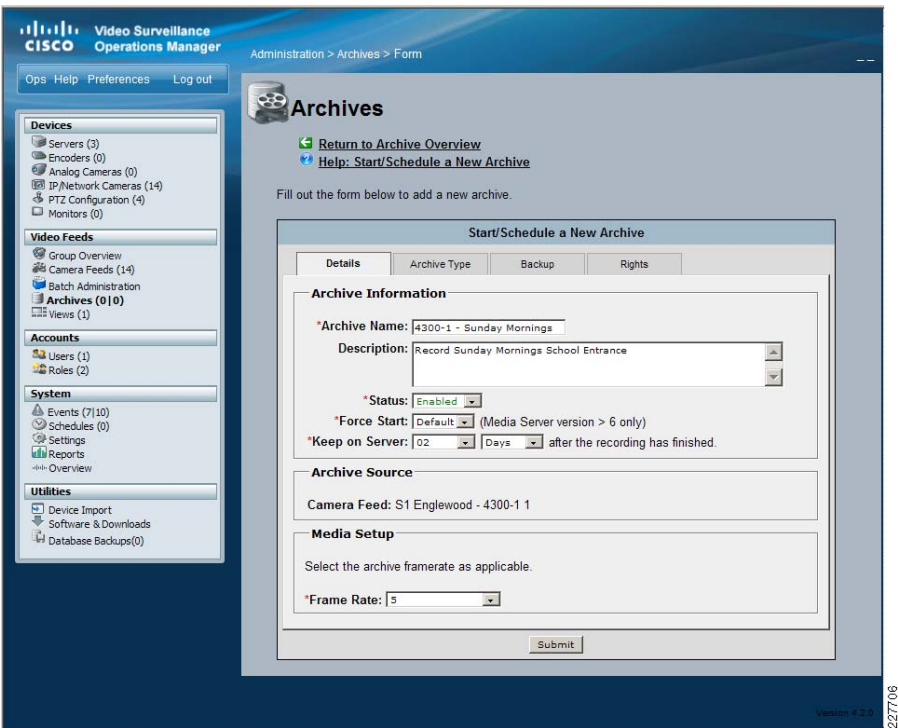 CISCO
Video Surveillance
Operations Manager
Administration > Archives > Form
Ops Help Preferences Log out
Devices
Servers (3)
Encoders (0)
Analog Cameras (0)
IP/Network Cameras (14)
PTZ Configuration (4)
Monitors (0)
Video Feeds
Group Overview
Camera Feeds (14)
Batch Administration
Archives (0|0)
Views (1)
Accounts
Users (1)
Roles (2)
System
Events (7|10)
Schedules (0)
Settings
Reports
Overview
Utilities
Device Import
Software & Downloads
Database Backups(0)
Archives
Return to Archive Overview
Help: Start/Schedule a New Archive
Fill out the form below to add a new archive.
Start/Schedule a New Archive
Details Archive Type Backup Rights
Archive Information
*Archive Name: 4300-1 - Sunday Mornings
Description: Record Sunday Mornings School Entrance
*Status: Enabled
*Force Start: Default (Media Server version > 6 only)
*Keep on Server: 02 Days after the recording has finished.
Archive Source
Camera Feed: S1 Englewood - 4300-1 1
Media Setup
Select the archive framerate as applicable.
*Frame Rate: 5
Submit
Version 4.2.0
227706